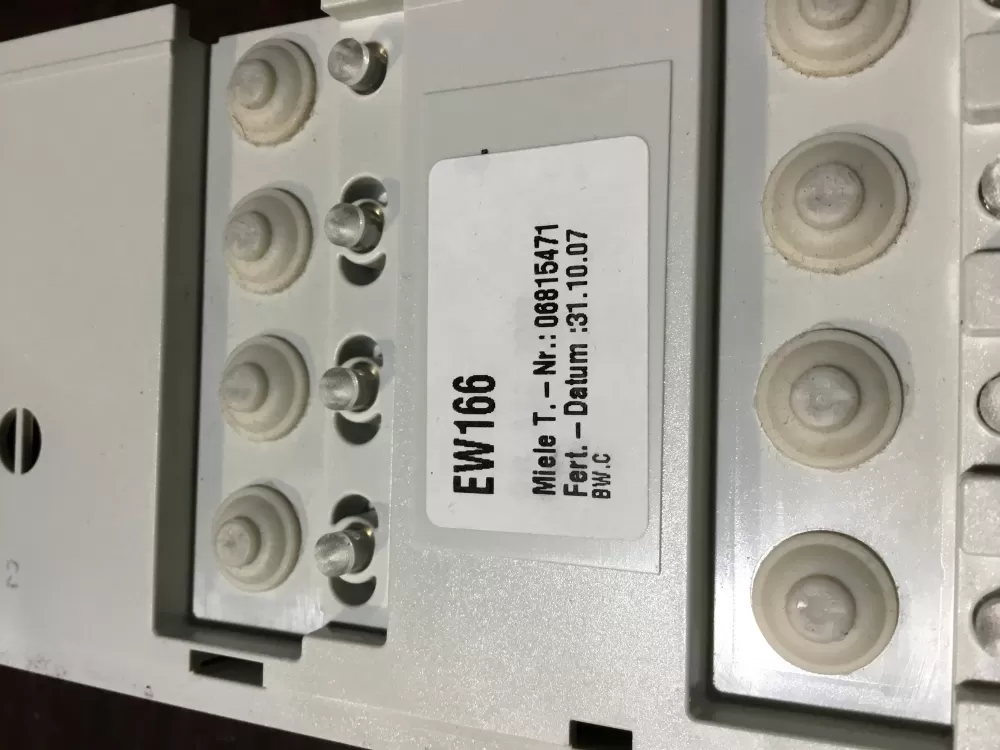 EW166
Miele T. – Nr.: 06815471
Fert. – Datum :31.10.07
BW.C